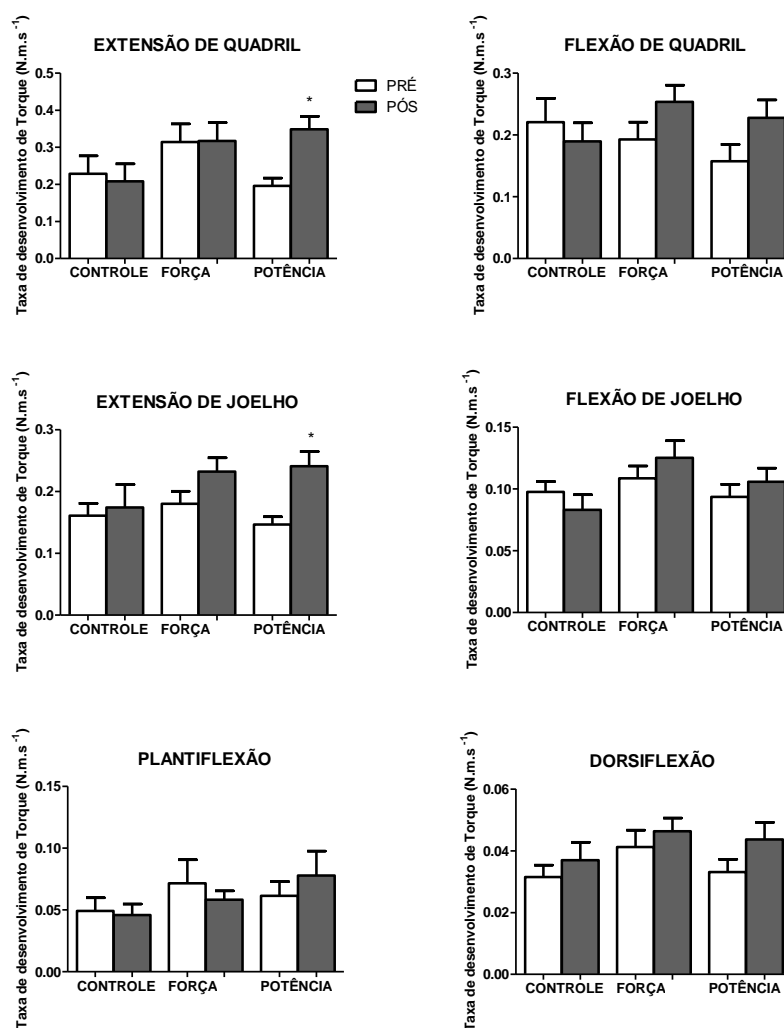 EXTENSÃO DE QUADRIL
Taxa de desenvolvimento de Torque (N.m.s⁻¹)
0.5
0.4
0.3
0.2
0.1
0.0
*
CONTROLE FORÇA POTÊNCIA
PRÉ
PÓS
FLEXÃO DE QUADRIL
Taxa de desenvolvimento de Torque (N.m.s⁻¹)
0.3
0.2
0.1
0.0
CONTROLE FORÇA POTÊNCIA
EXTENSÃO DE JOELHO
Taxa de desenvolvimento de Torque (N.m.s⁻¹)
0.3
0.2
0.1
0.0
*
CONTROLE FORÇA POTÊNCIA
FLEXÃO DE JOELHO
Taxa de desenvolvimento de Torque (N.m.s⁻¹)
0.15
0.10
0.05
0.00
CONTROLE FORÇA POTÊNCIA
PLANTIFLEXÃO
Taxa de desenvolvimento de Torque (N.m.s⁻¹)
0.15
0.10
0.05
0.00
CONTROLE FORÇA POTÊNCIA
DORSIFLEXÃO
Taxa de desenvolvimento de Torque (N.m.s⁻¹)
0.06
0.04
0.02
0.00
CONTROLE FORÇA POTÊNCIA